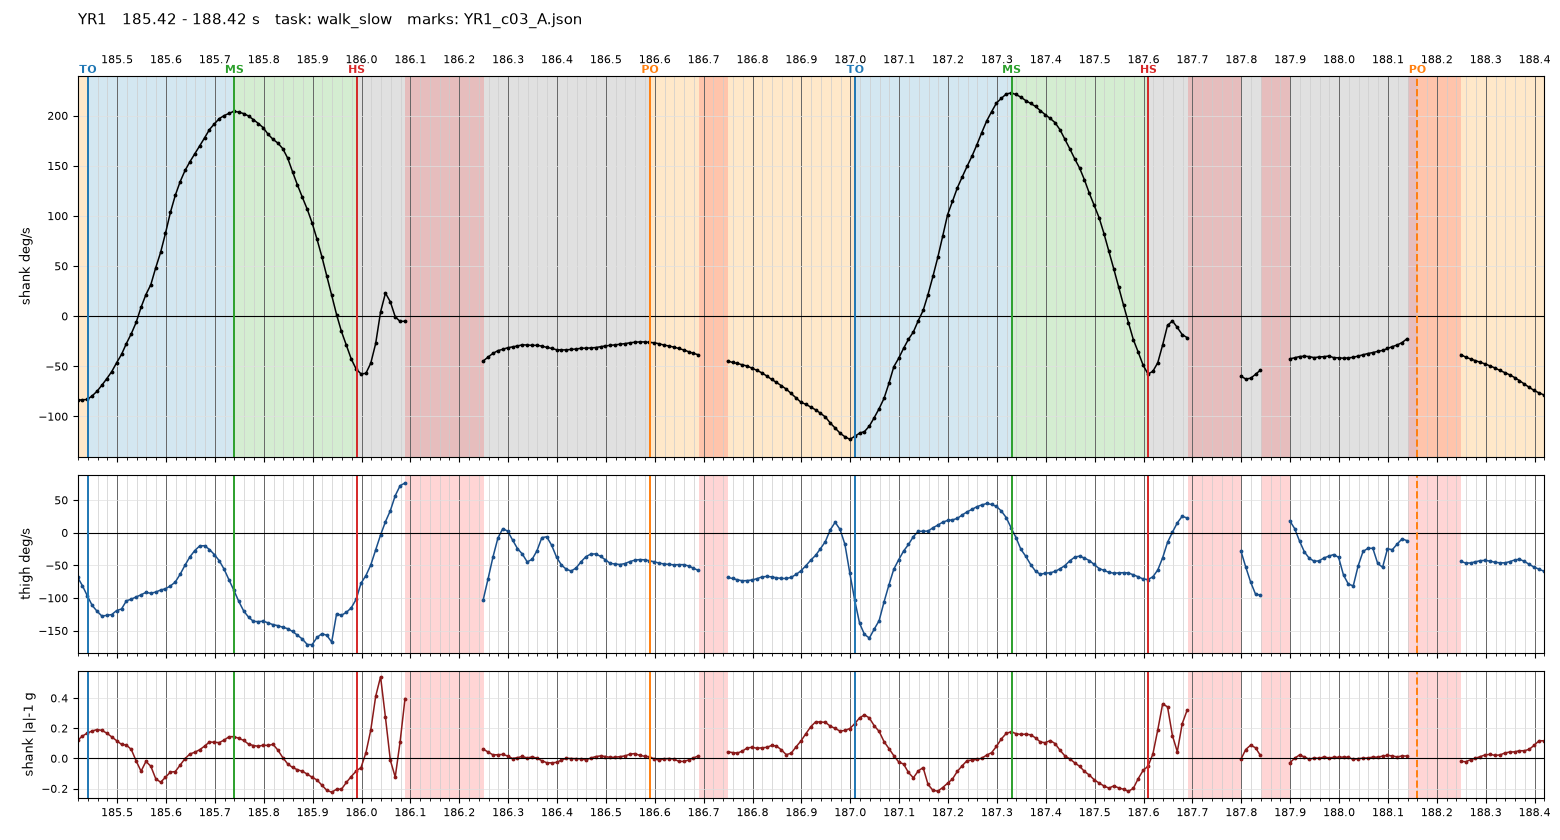 YR1 185.42 - 188.42 s task: walk_slow marks: YR1_c03_A.json
185.5 185.6 185.7 185.8 185.9 186.0 186.1 186.2 186.3 186.4 186.5 186.6 186.7 186.8 186.9 187.0 187.1 187.2 187.3 187.4 187.5 187.6 187.7 187.8 187.9 188.0 188.1 188.2 188.3 188.4
TO MS HS PO TO MS HS PO
shank deg/s
200
150
100
50
0
−50
−100
thigh deg/s
50
0
−50
−100
−150
shank |a|-1 g
0.4
0.2
0.0
−0.2
185.5 185.6 185.7 185.8 185.9 186.0 186.1 186.2 186.3 186.4 186.5 186.6 186.7 186.8 186.9 187.0 187.1 187.2 187.3 187.4 187.5 187.6 187.7 187.8 187.9 188.0 188.1 188.2 188.3 188.4